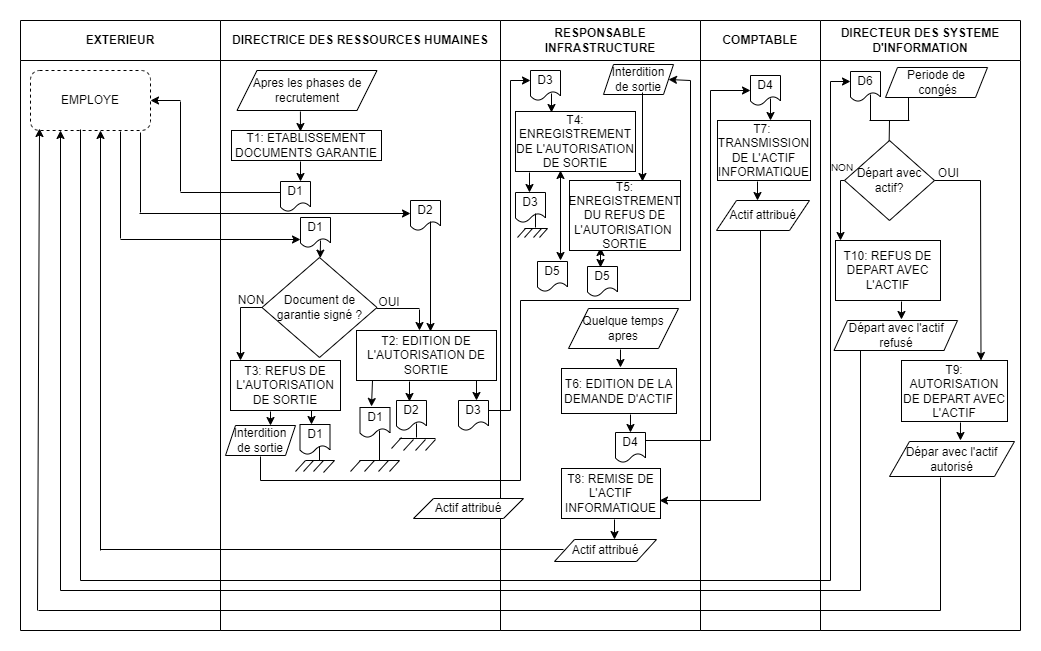 EXTERIEUR
DIRECTRICE DES RESSOURCES HUMAINES
RESPONSABLE
INFRASTRUCTURE
COMPTABLE
DIRECTEUR DES SYSTEME
D'INFORMATION
EMPLOYE
Apres les phases de
recrutement
T1: ETABLISSEMENT
DOCUMENTS GARANTIE
D1
D2
D1
Document de
garantie signé ?
NON
OUI
T2: EDITION DE
L'AUTORISATION DE
SORTIE
T3: REFUS DE
L'AUTORISATION
DE SORTIE
D1
D2
D3
Interdition
de sortie
D1
Actif attribué
D3
Interdition
de sortie
T4:
ENREGISTREMENT
DE L'AUTORISATION
DE SORTIE
D3
T5:
ENREGISTREMENT
DU REFUS DE
L'AUTORISATION
SORTIE
D5
D5
Quelque temps
apres
T6: EDITION DE LA
DEMANDE D'ACTIF
D4
T8: REMISE DE
L'ACTIF
INFORMATIQUE
Actif attribué
D4
T7:
TRANSMISSION
DE L'ACTIF
INFORMATIQUE
Actif attribué
D6
Periode de
congés
NON
Départ avec
actif?
OUI
T10: REFUS DE
DEPART AVEC
L'ACTIF
Départ avec l'actif
refusé
T9:
AUTORISATION
DE DEPART AVEC
L'ACTIF
Dépar avec l'actif
autorisé